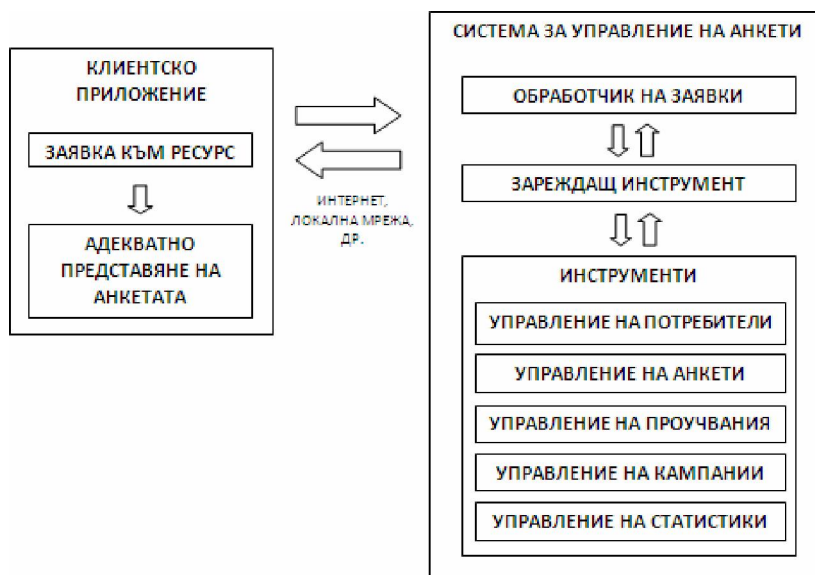 КЛИЕНТСКО
ПРИЛОЖЕНИЕ
ЗАЯВКА КЪМ РЕСУРС
АДЕКВАТНО
ПРЕДСТАВЯНЕ НА
АНКЕТАТА
ИНТЕРНЕТ,
ЛОКАЛНА МРЕЖА,
ДР.
СИСТЕМА ЗА УПРАВЛЕНИЕ НА АНКЕТИ
ОБРАБОТЧИК НА ЗАЯВКИ
ЗАРЕЖДАЩ ИНСТРУМЕНТ
ИНСТРУМЕНТИ
УПРАВЛЕНИЕ НА ПОТРЕБИТЕЛИ
УПРАВЛЕНИЕ НА АНКЕТИ
УПРАВЛЕНИЕ НА ПРОУЧВАНИЯ
УПРАВЛЕНИЕ НА КАМПАНИИ
УПРАВЛЕНИЕ НА СТАТИСТИКИ